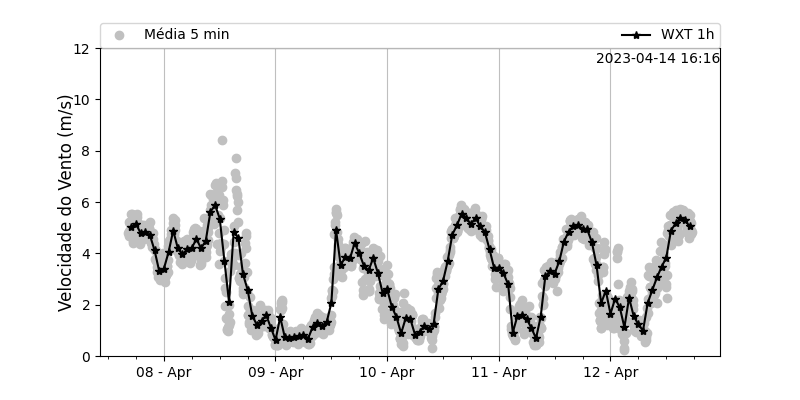 Média 5 min
WXT 1h
2023-04-14 16:16
Velocidade do Vento (m/s)
12
10
8
6
4
2
0
08 - Apr
09 - Apr
10 - Apr
11 - Apr
12 - Apr